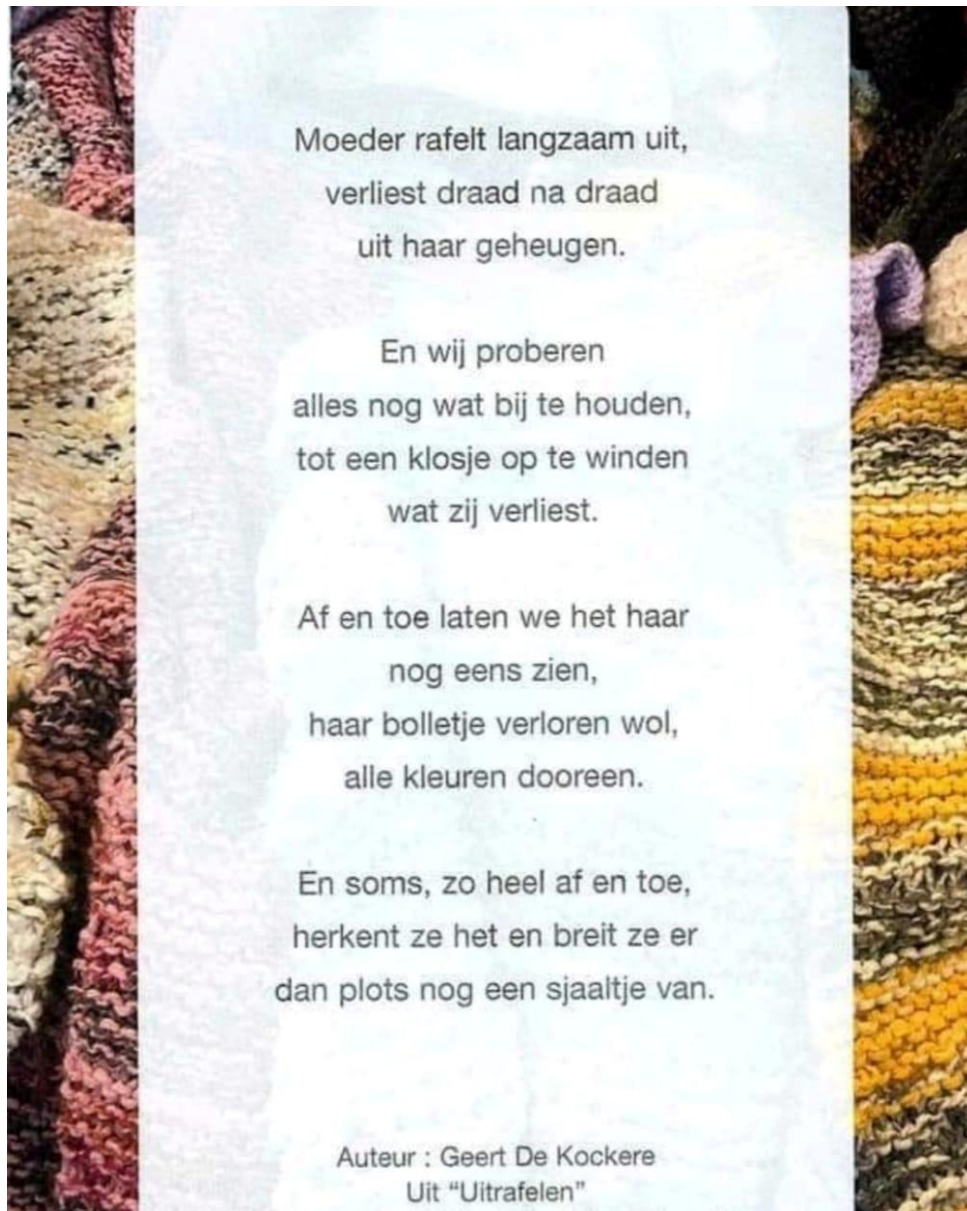 Moeder rafelt langzaam uit,
verliest draad na draad
uit haar geheugen.
En wij proberen
alles nog wat bij te houden,
tot een klosje op te winden
wat zij verliest.
Af en toe laten we het haar
nog eens zien,
haar bolletje verloren wol,
alle kleuren dooreen.
En soms, zo heel af en toe,
herkent ze het en breit ze er
dan plots nog een sjaaltje van.
Auteur : Geert De Kockere
Uit “Uitrafelen”